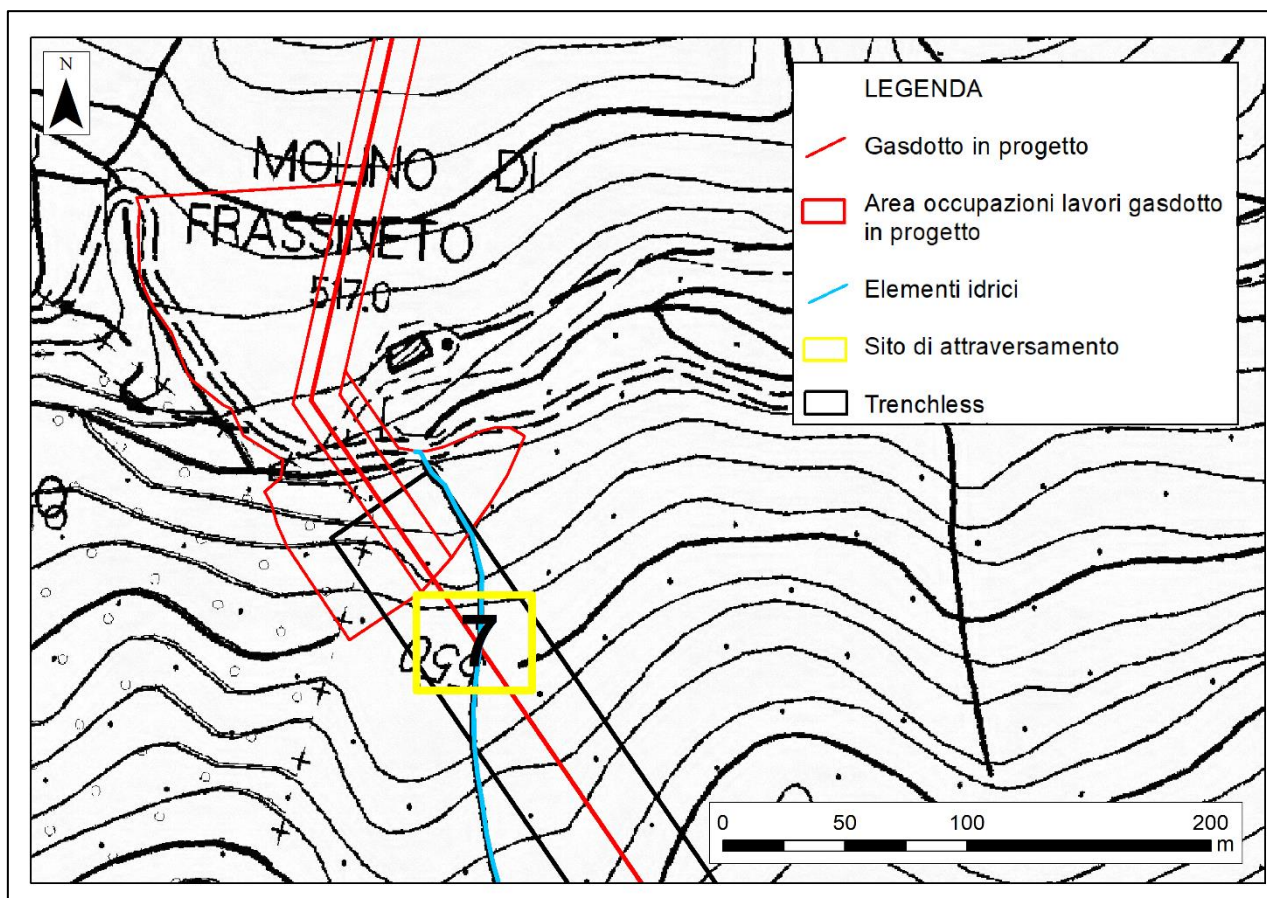 N
MOLINO DI
FRASSINETO
517.0
7
LEGENDA
Gasdotto in progetto
Area occupazioni lavori gasdotto
in progetto
Elementi idrici
Sito di attraversamento
Trenchless
0 50 100 200
m